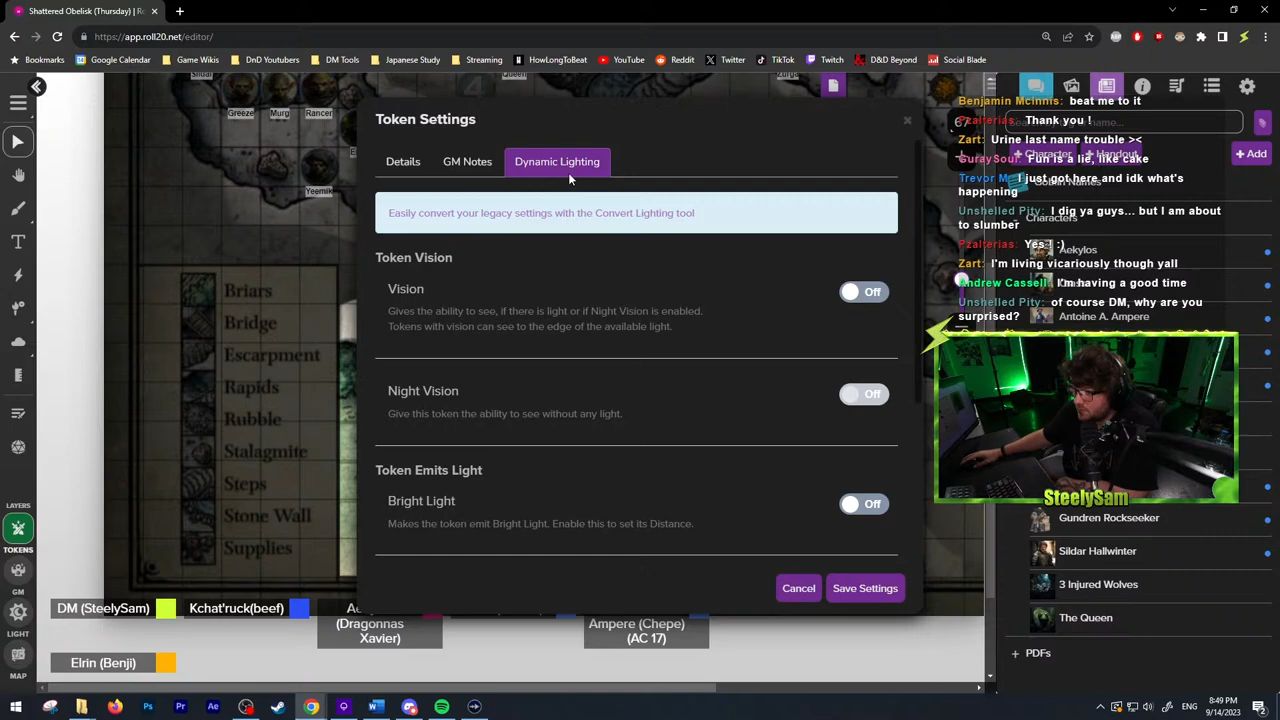 Shattered Obelisk (Thursday) | R
https://app.roll20.net/editor/
Bookmarks
Google Calendar
Game Wikis
DnD Youtubers
DM Tools
Japanese Study
Streaming
HowLongToBeat
YouTube
Reddit
Twitter
TikTok
Twitch
D&D Beyond
Social Blade
Sildar
Queen
Greeze
Murg
Rancer
Yeemik
Token Settings
Details
GM Notes
Dynamic Lighting
Easily convert your legacy settings with the Convert Lighting tool
Token Vision
Vision
Off
Gives the ability to see, if there is light or if Night Vision is enabled.
Tokens with vision can see to the edge of the available light.
Night Vision
Off
Give this token the ability to see without any light.
Token Emits Light
Bright Light
Off
Makes the token emit Bright Light. Enable this to set its Distance.
Cancel
Save Settings
Briars
Bridge
Escarpment
Rapids
Rubble
Stalagmite
Steps
Stone Wall
Supplies
LAYERS
TOKENS
GM
LIGHT
MAP
DM (SteelySam)
Kchat'ruck(beef)
(Dragonnas
Xavier)
Ampere (Chepe)
(AC 17)
Elrin (Benji)
Benjamin McInnis: beat me to it
Pzalterias: Thank you !
Zart: Urine last name trouble ><
GuraySoul: Pun is a lie, like cake
Trevor M: I just got here and idk what's
happening
Unshelled Pity: I dig ya guys... but I am about
to slumber
Pzalterias: Yes ! :)
Zart: I'm living vicariously though yall
Andrew Cassell: I'm having a good time
Unshelled Pity: of course DM, why are you
surprised?
+ Character
+ Handout
+ Add
Goblin Names
Characters
Aekylos
Antoine A. Ampere
SteelySam
Gundren Rockseeker
Sildar Hallwinter
3 Injured Wolves
The Queen
+ PDFs
8:49 PM
9/14/2023